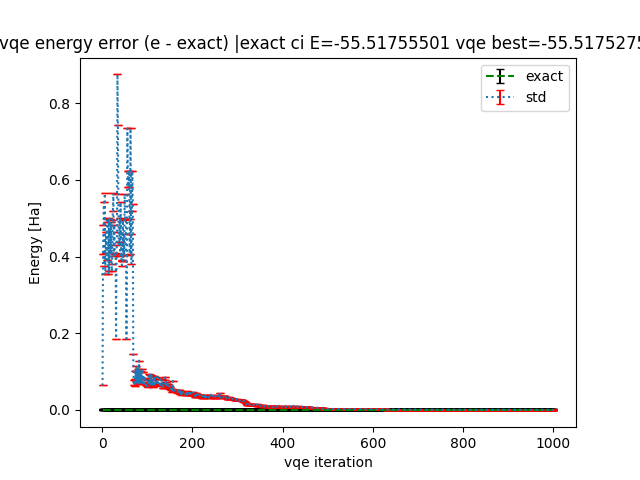 vqe energy error (e - exact) |exact ci E=-55.51755501 vqe best=-55.5175275
exact
std
0.8
0.6
0.4
0.2
0.0
Energy [Ha]
0 200 400 600 800 1000
vqe iteration